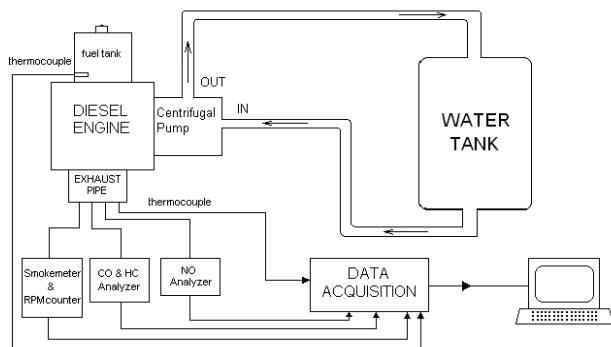 thermocouple
fuel tank
OUT
IN
DIESEL
ENGINE
Centrifugal
Pump
WATER
TANK
EXHAUST
PIPE
thermocouple
Smokemeter
&
RPMcounter
CO & HC
Analyzer
NO
Analyzer
DATA
ACQUISITION